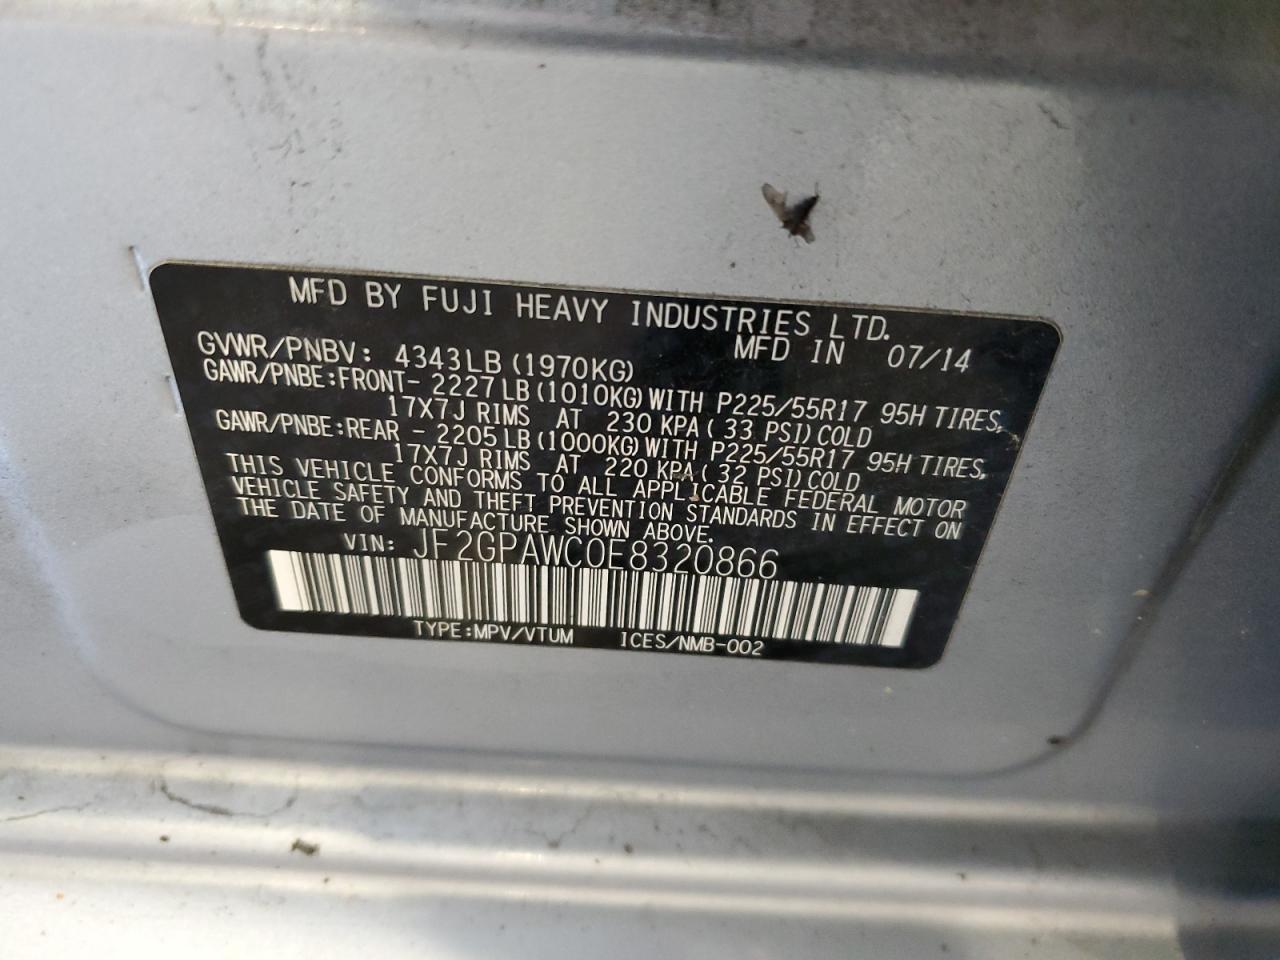 MFD BY FUJI HEAVY INDUSTRIES LTD.
MFD IN 07/14
GVWR/PNBV: 4343LB (1970KG)
GAWR/PNBE:FRONT- 2227LB(1010KG)WITH P225/55R17 95H TIRES,
17X7J RIMS AT 230 KPA( 33 PSI)COLD
GAWR/PNBE:REAR - 2205LB(1000KG)WITH P225/55R17 95H TIRES,
17X7J RIMS AT 220 KPA( 32 PSI)COLD
THIS VEHICLE CONFORMS TO ALL APPLICABLE FEDERAL MOTOR
VEHICLE SAFETY AND THEFT PREVENTION STANDARDS IN EFFECT ON
THE DATE OF MANUFACTURE SHOWN ABOVE.
VIN: JF2GPAWC0E8320866
TYPE:MPV/VTUM ICES/NMB-002